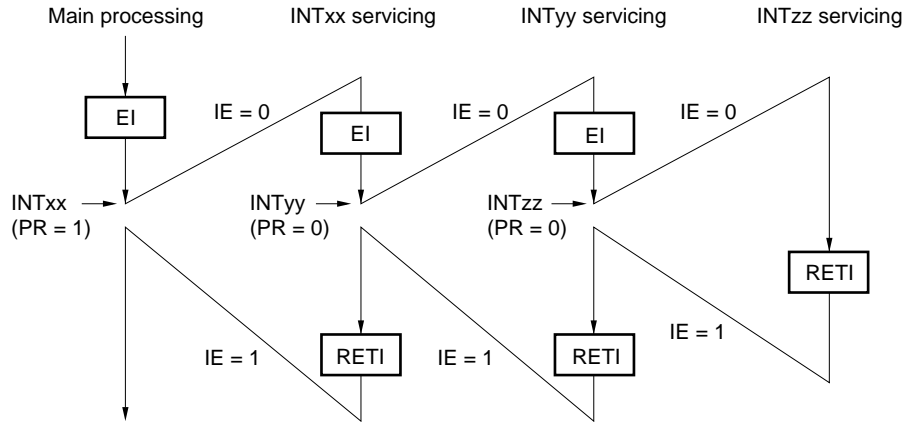 Main processing
INTxx servicing
INTyy servicing
INTzz servicing
EI
IE = 0
EI
IE = 0
EI
IE = 0
INTxx
(PR = 1)
INTyy
(PR = 0)
INTzz
(PR = 0)
RETI
IE = 1
RETI
IE = 1
RETI
IE = 1